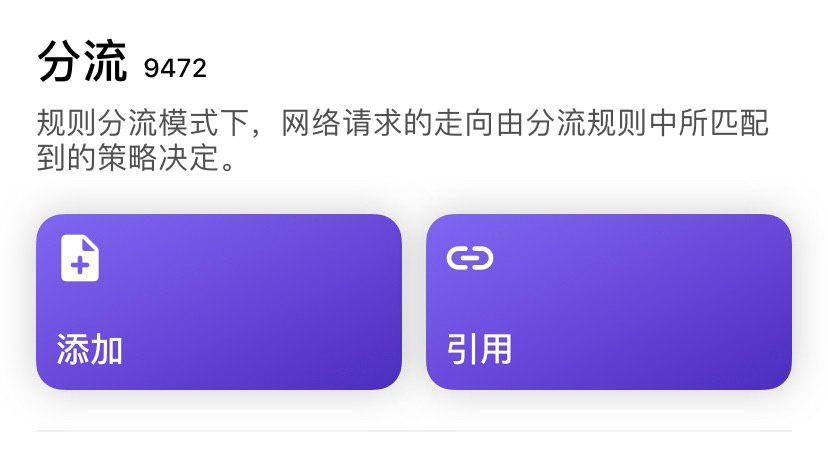 分流 9472
规则分流模式下，网络请求的走向由分流规则中所匹配
到的策略决定。
添加
引用